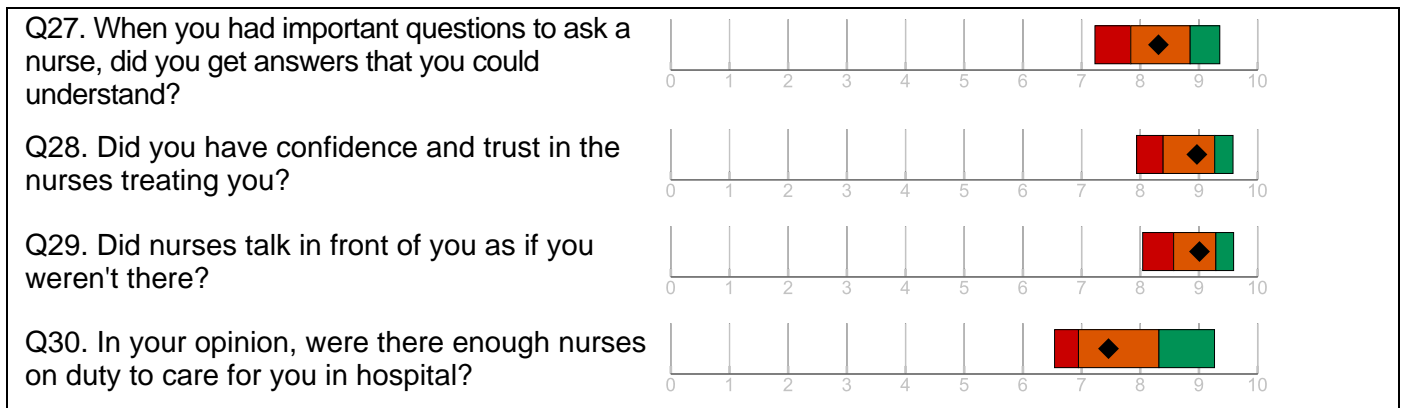 Q27. When you had important questions to ask a
nurse, did you get answers that you could
understand?
0 1 2 3 4 5 6 7 8 9 10
Q28. Did you have confidence and trust in the
nurses treating you?
0 1 2 3 4 5 6 7 8 9 10
Q29. Did nurses talk in front of you as if you
weren't there?
0 1 2 3 4 5 6 7 8 9 10
Q30. In your opinion, were there enough nurses
on duty to care for you in hospital?
0 1 2 3 4 5 6 7 8 9 10